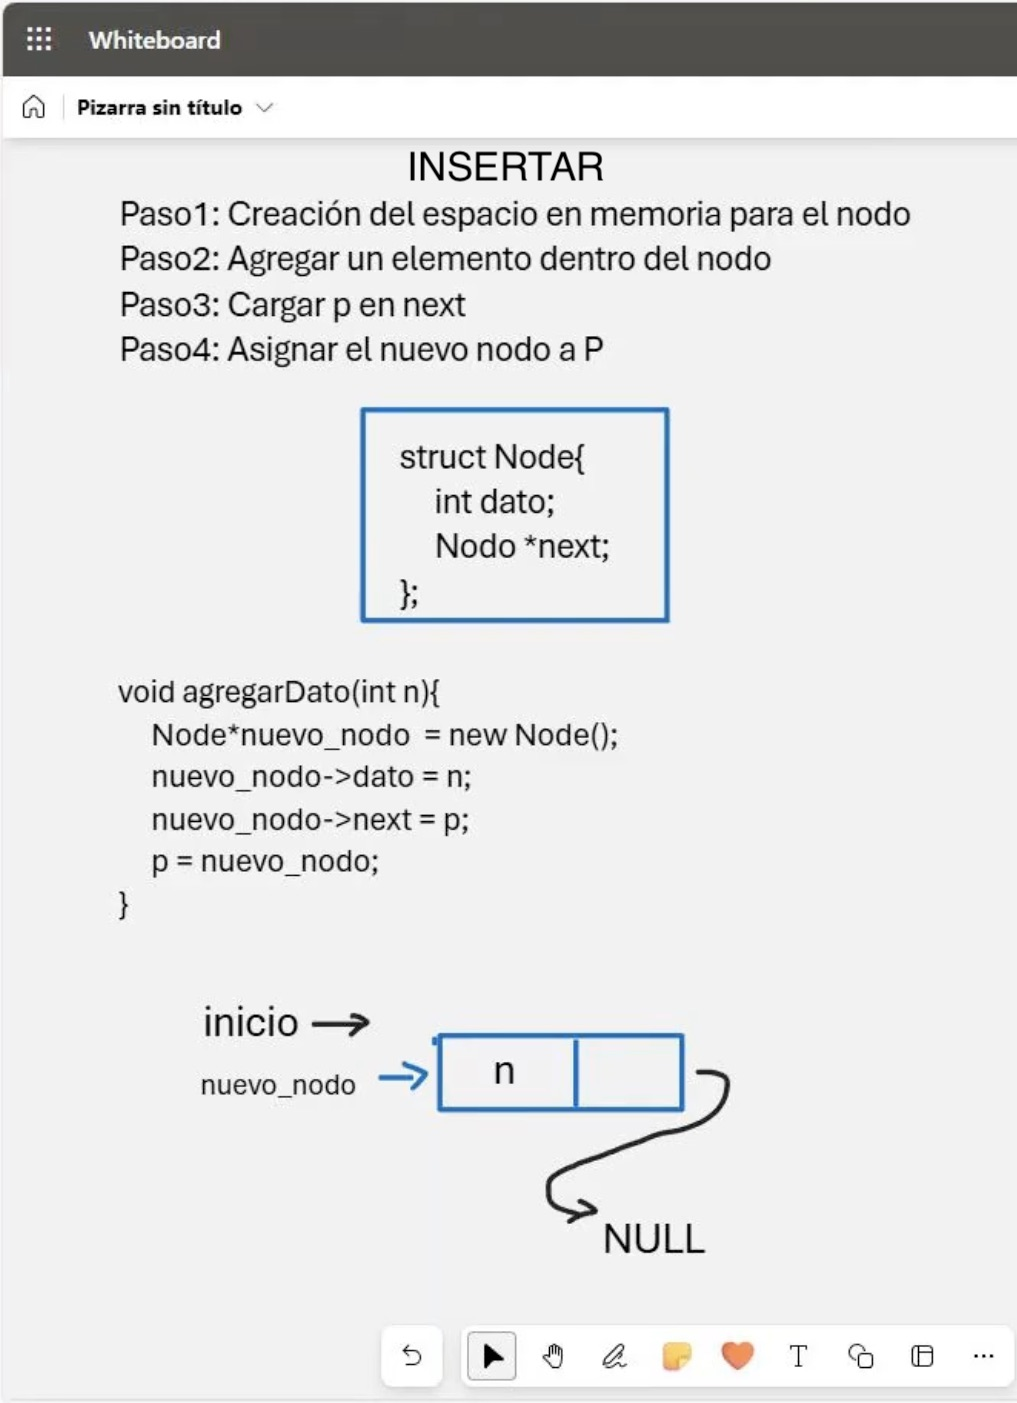 Whiteboard
Pizarra sin título
INSERTAR
Paso1: Creación del espacio en memoria para el nodo
Paso2: Agregar un elemento dentro del nodo
Paso3: Cargar p en next
Paso4: Asignar el nuevo nodo a P
struct Node{
int dato;
Nodo *next;
};
void agregarDato(int n){
Node*nuevo_nodo = new Node();
nuevo_nodo->dato = n;
nuevo_nodo->next = p;
p = nuevo_nodo;
}
inicio
nuevo_nodo
n
NULL
T